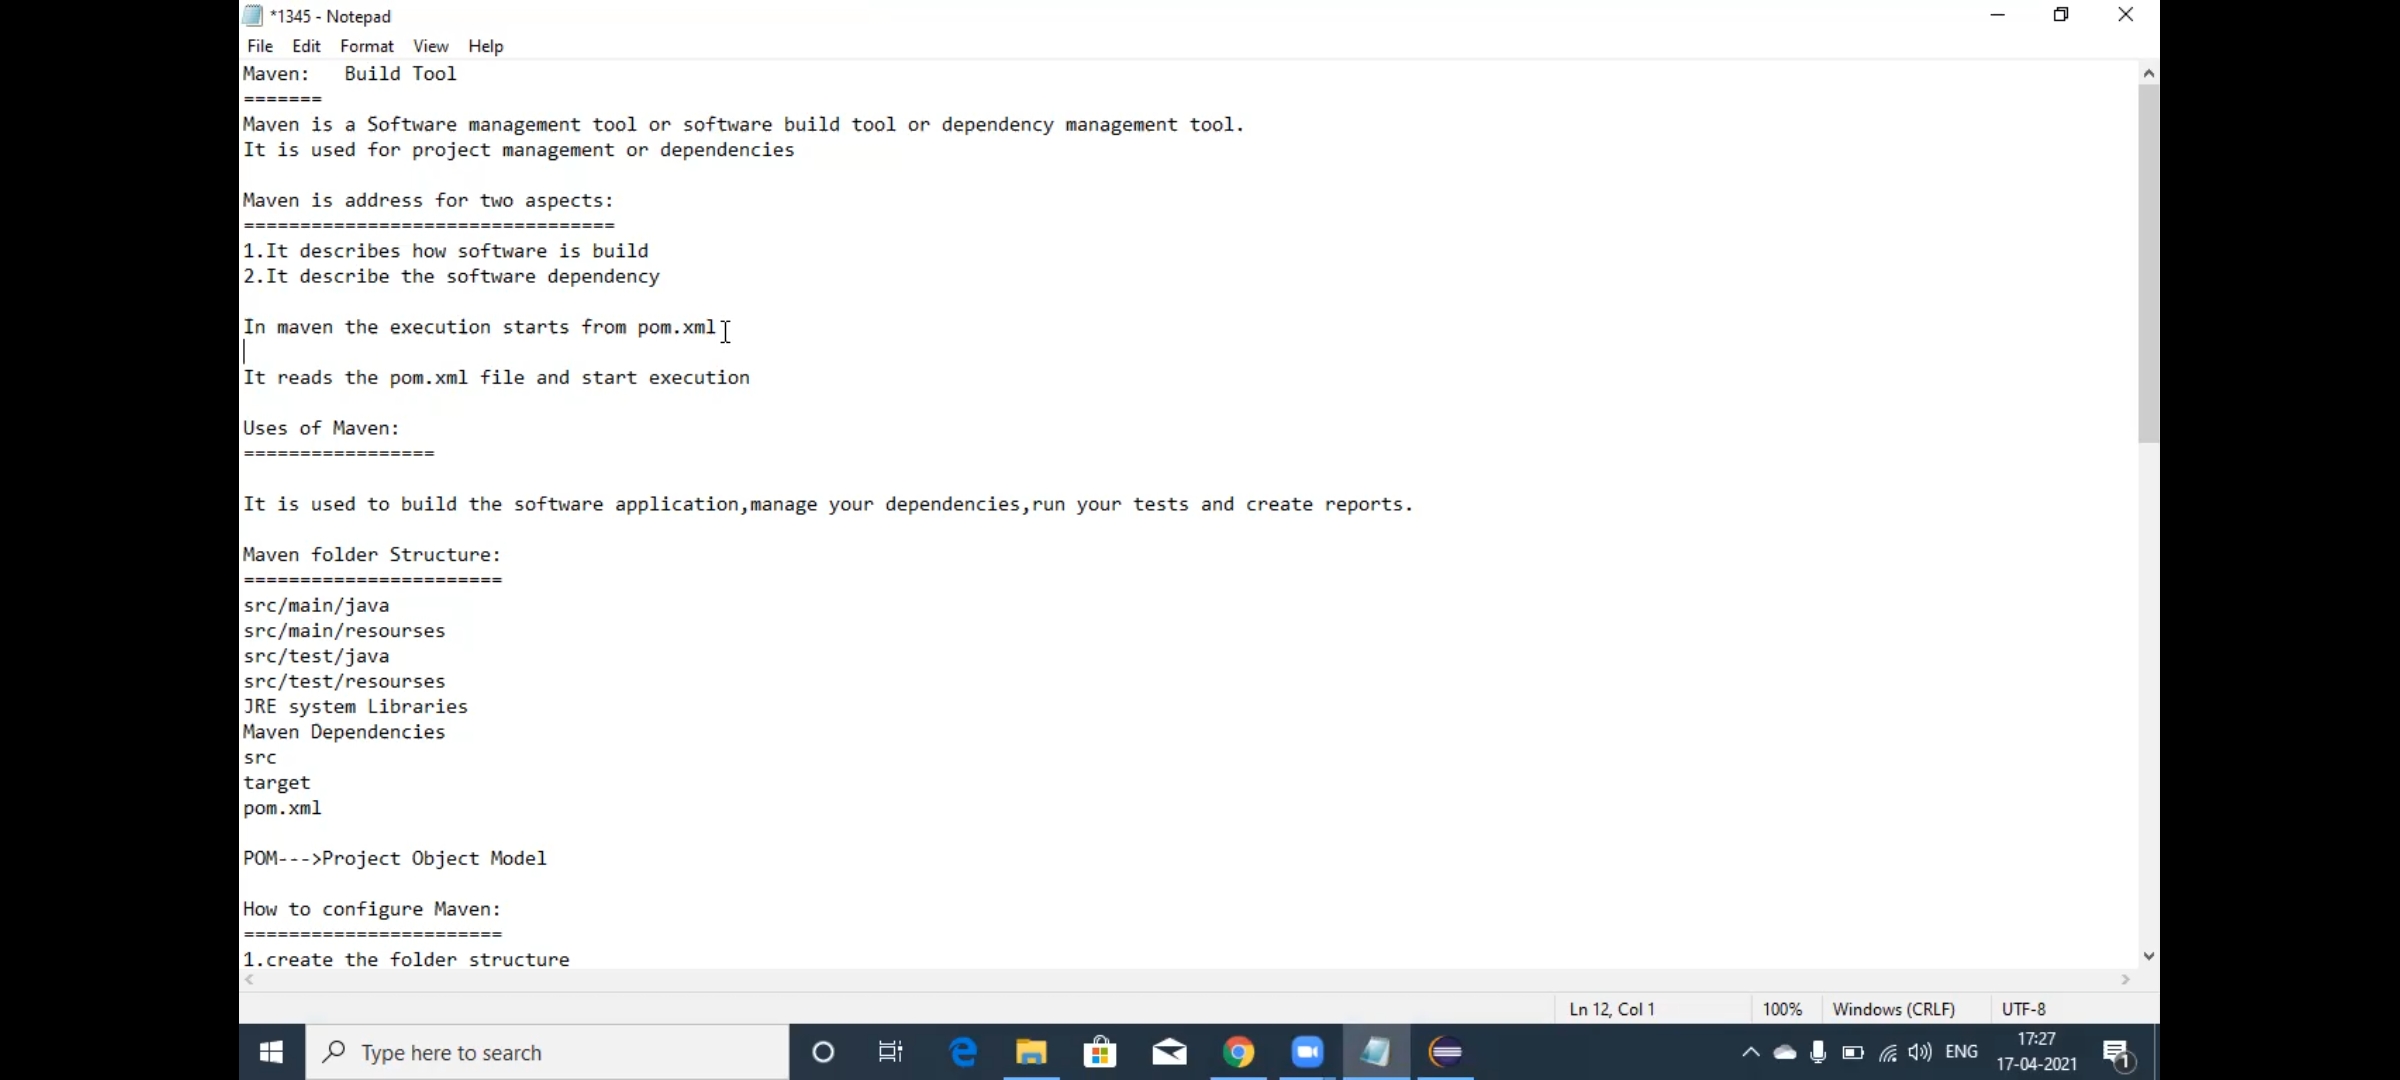 *1345 - Notepad
File Edit Format View Help
Maven:   Build Tool
=======
Maven is a Software management tool or software build tool or dependency management tool.
It is used for project management or dependencies
Maven is address for two aspects:
=================================
1.It describes how software is build
2.It describe the software dependency
In maven the execution starts from pom.xml
It reads the pom.xml file and start execution
Uses of Maven:
=================
It is used to build the software application,manage your dependencies,run your tests and create reports.
Maven folder Structure:
=======================
src/main/java
src/main/resourses
src/test/java
src/test/resourses
JRE system Libraries
Maven Dependencies
src
target
pom.xml
POM--->Project Object Model
How to configure Maven:
=======================
1.create the folder structure
Ln 12, Col 1 100% Windows (CRLF) UTF-8
Type here to search
ENG
17:27
17-04-2021
1